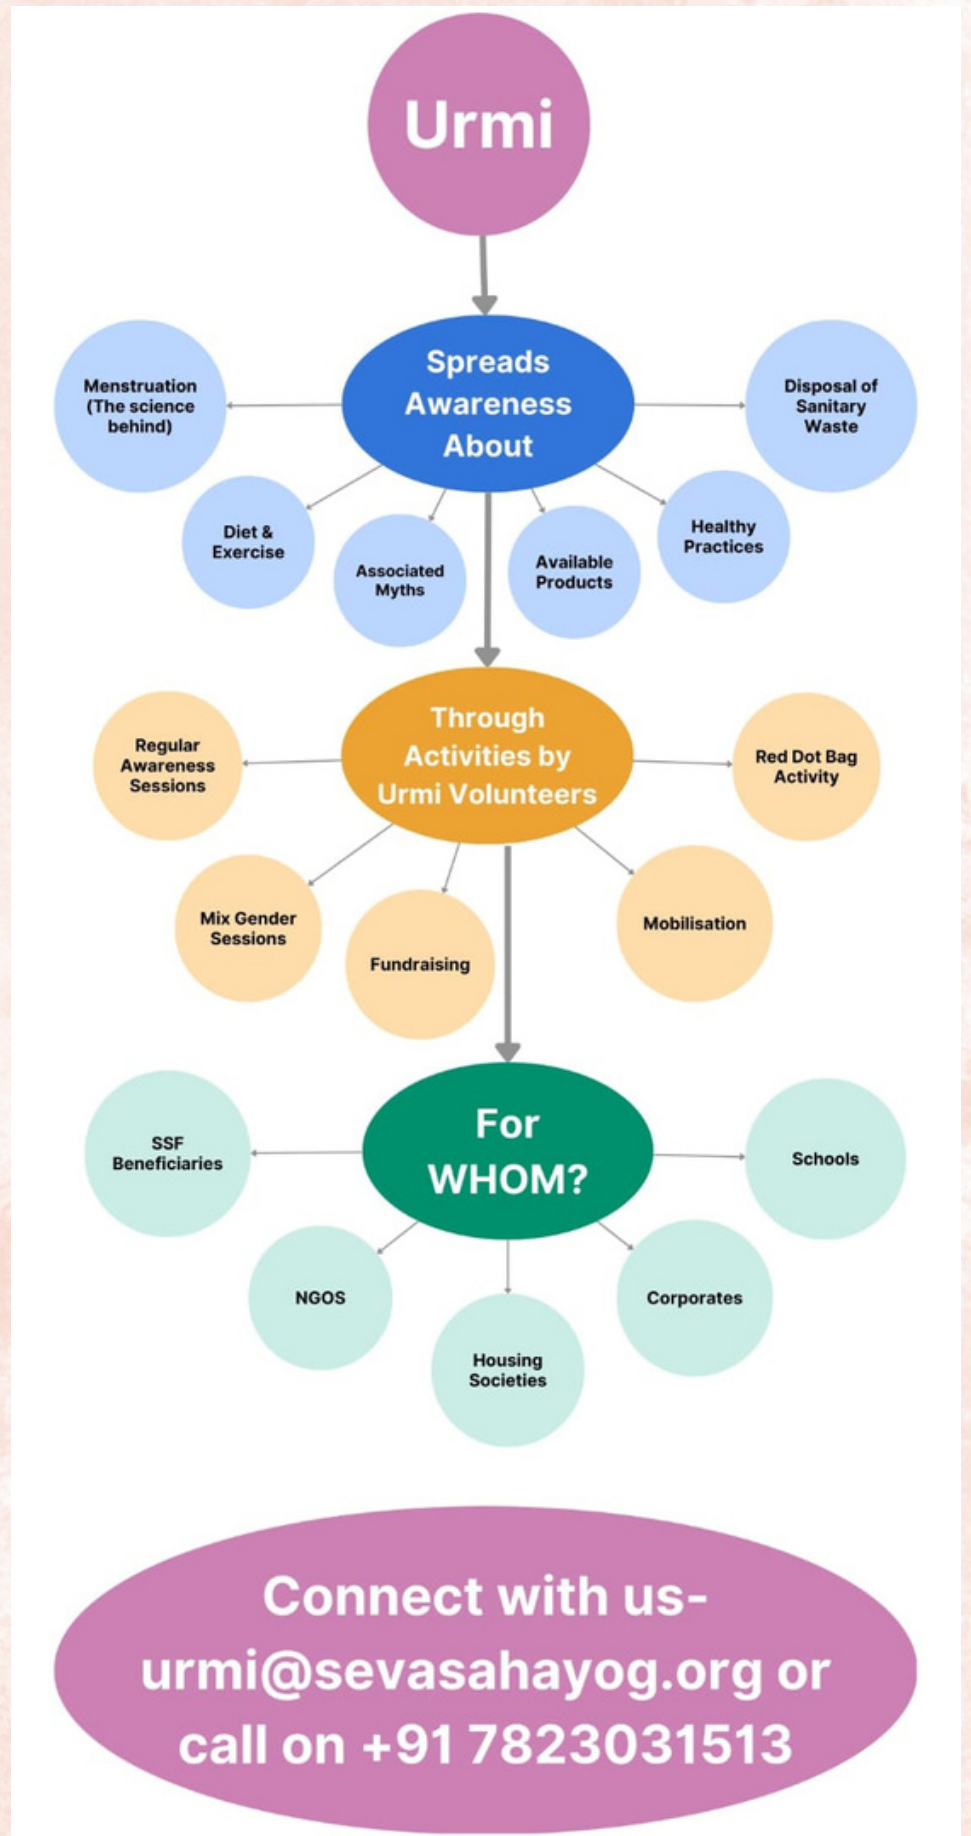 Urmi
Spreads
Awareness
About
Menstruation
(The science
behind)
Disposal of
Sanitary
Waste
Diet &
Exercise
Associated
Myths
Available
Products
Healthy
Practices
Through
Activities by
Urmi Volunteers
Regular
Awareness
Sessions
Red Dot Bag
Activity
Mix Gender
Sessions
Fundraising
Mobilisation
For
WHOM?
SSF
Beneficiaries
Schools
NGOS
Housing
Societies
Corporates
Connect with us-
urmi@sevasahayog.org or
call on +91 7823031513